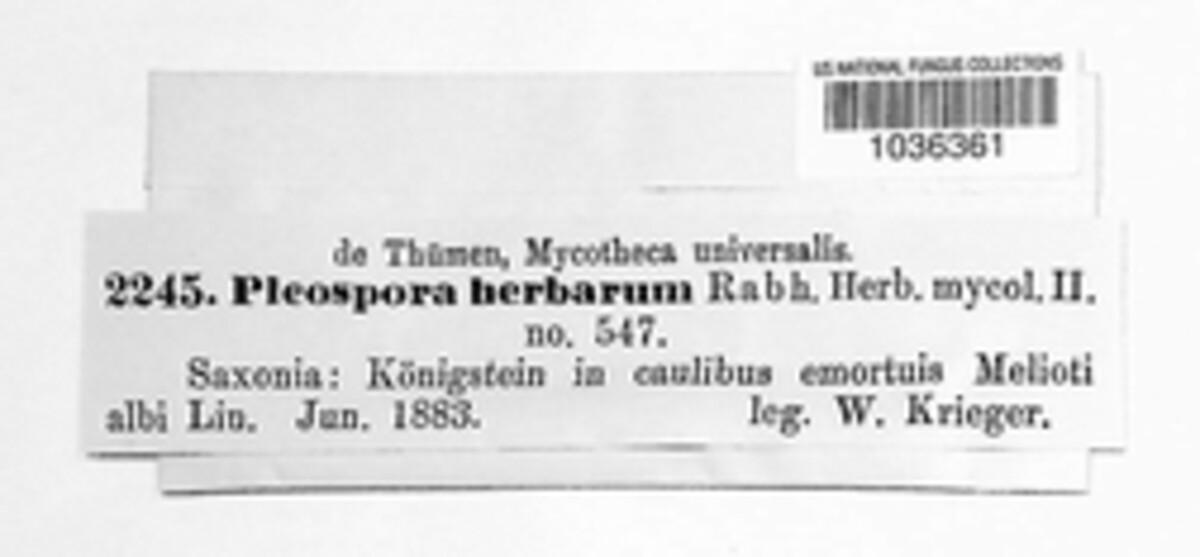 US NATIONAL FUNGUS COLLECTIONS
1036361
de Thümen, Mycotheca universalis.
2245. Pleospora herbarum Rabh. Herb. mycol. II.
no. 547.
Saxonia: Königstein in caulibus emortuis Melioti
albi Lin. Jun. 1883. leg. W. Krieger.